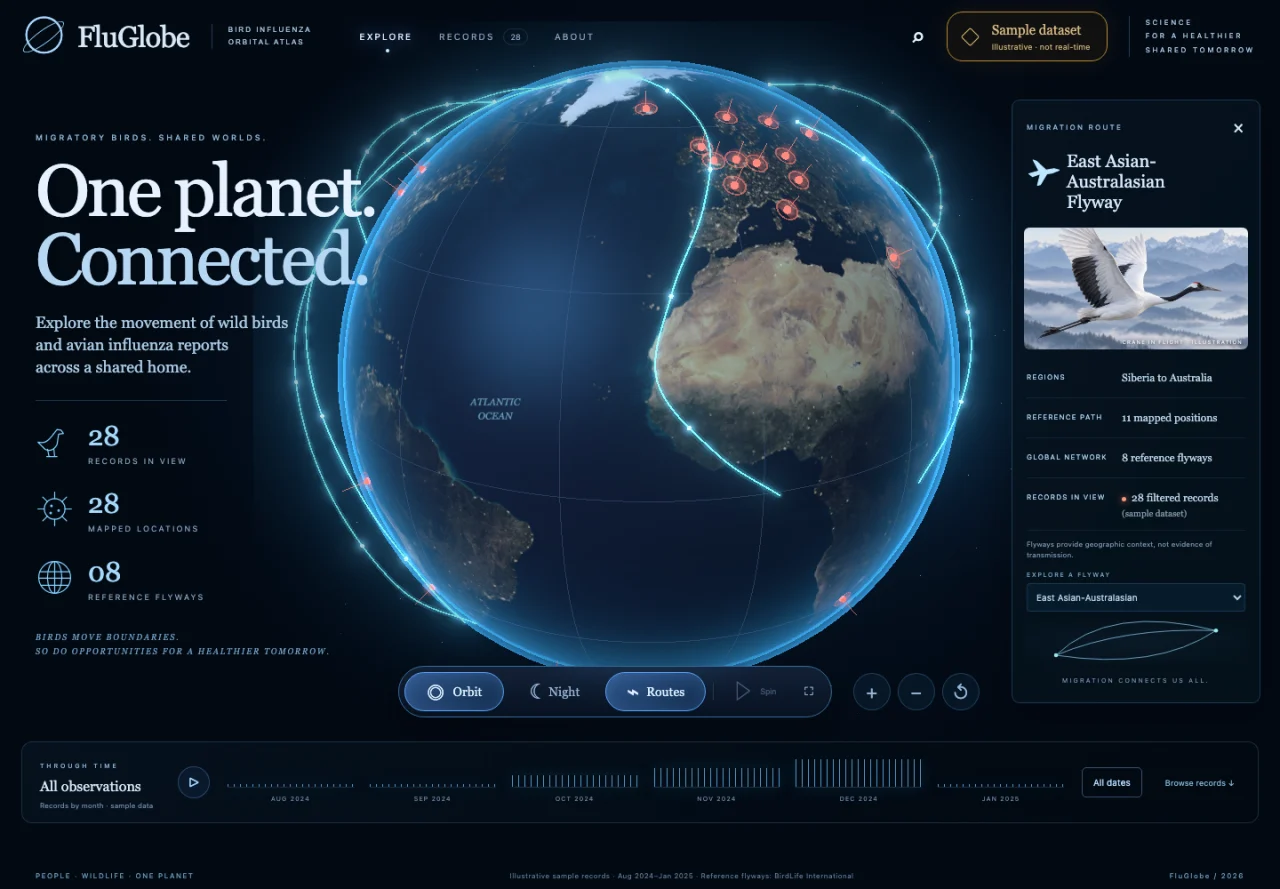 FluGlobe
BIRD INFLUENZA
ORBITAL ATLAS
EXPLORE
RECORDS 28
ABOUT
Sample dataset
Illustrative · not real-time
SCIENCE
FOR A HEALTHIER
SHARED TOMORROW
MIGRATORY BIRDS. SHARED WORLDS.
One planet.
Connected.
Explore the movement of wild birds
and avian influenza reports
across a shared home.
28
RECORDS IN VIEW
28
MAPPED LOCATIONS
08
REFERENCE FLYWAYS
BIRDS MOVE BOUNDARIES.
SO DO OPPORTUNITIES FOR A HEALTHIER TOMORROW.
ATLANTIC
OCEAN
MIGRATION ROUTE
East Asian-
Australasian
Flyway
CRANE IN FLIGHT · ILLUSTRATION
REGIONS Siberia to Australia
REFERENCE PATH 11 mapped positions
GLOBAL NETWORK 8 reference flyways
RECORDS IN VIEW 28 filtered records
(sample dataset)
Flyways provide geographic context, not evidence of
transmission.
EXPLORE A FLYWAY
East Asian-Australasian
MIGRATION CONNECTS US ALL.
Orbit
Night
Routes
Spin
THROUGH TIME
All observations
Records by month · sample data
AUG 2024
SEP 2024
OCT 2024
NOV 2024
DEC 2024
JAN 2025
All dates
Browse records ↓
PEOPLE · WILDLIFE · ONE PLANET
Illustrative sample records · Aug 2024–Jan 2025 · Reference flyways: BirdLife International
FluGlobe / 2026